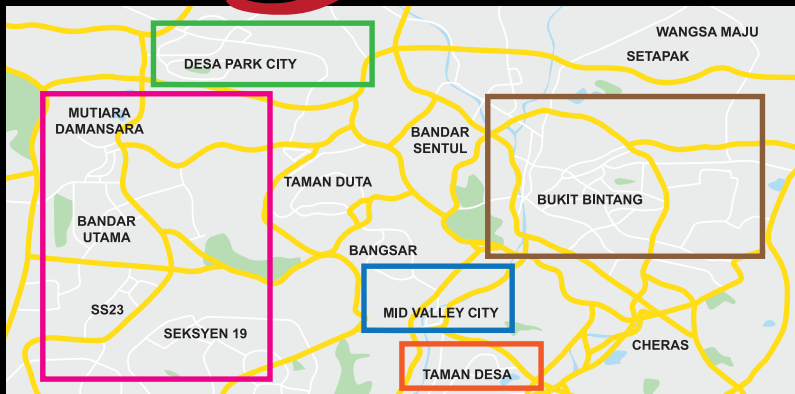 WANGSA MAJU
SETAPAK
DESA PARK CITY
MUTIARA
DAMANSARA
BANDAR
SENTUL
TAMAN DUTA
BUKIT BINTANG
BANDAR
UTAMA
BANGSAR
SS23
MID VALLEY CITY
SEKSYEN 19
CHERAS
TAMAN DESA